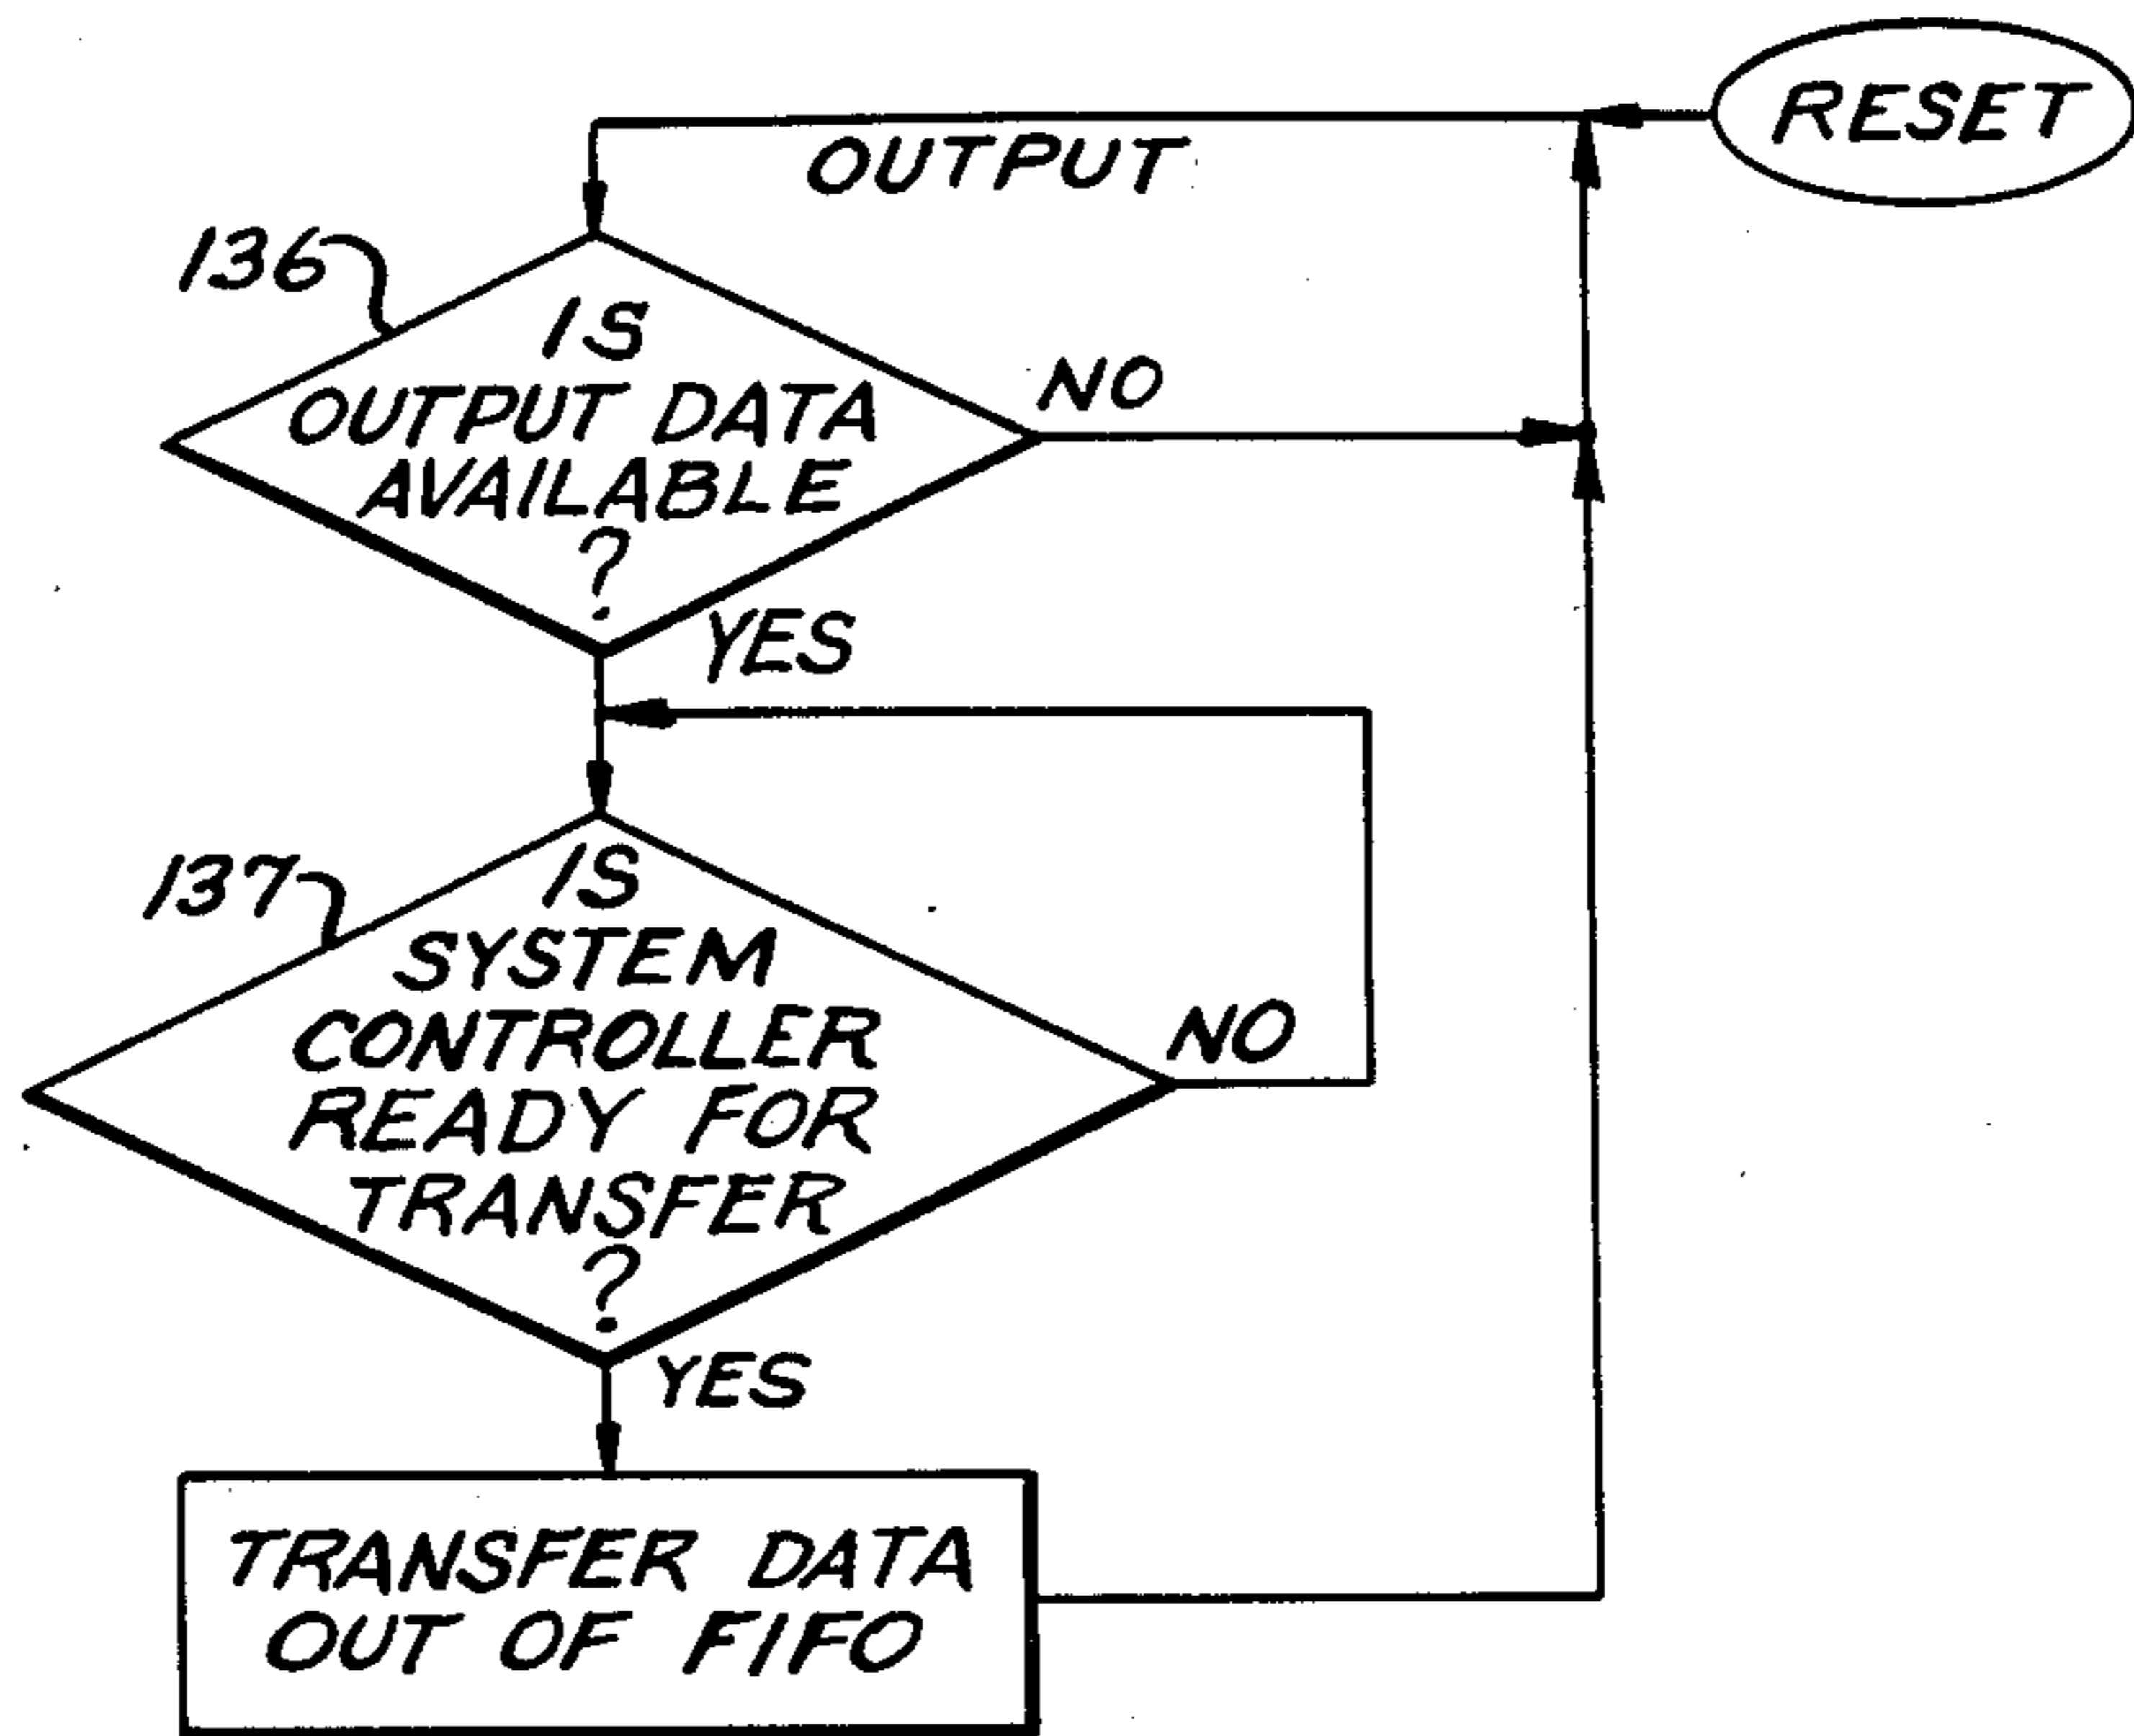 RESET
OUTPUT
136
IS
OUTPUT DATA
AVAILABLE
?
NO
YES
137
IS
SYSTEM
CONTROLLER
READY FOR
TRANSFER
?
NO
YES
TRANSFER DATA
OUT OF FIFO